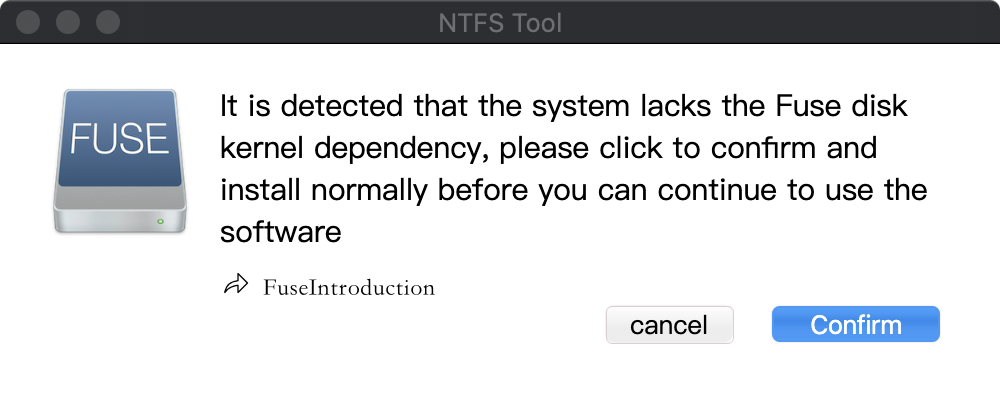 NTFS Tool
FUSE
It is detected that the system lacks the Fuse disk
kernel dependency, please click to confirm and
install normally before you can continue to use the
software
FuseIntroduction
cancel
Confirm